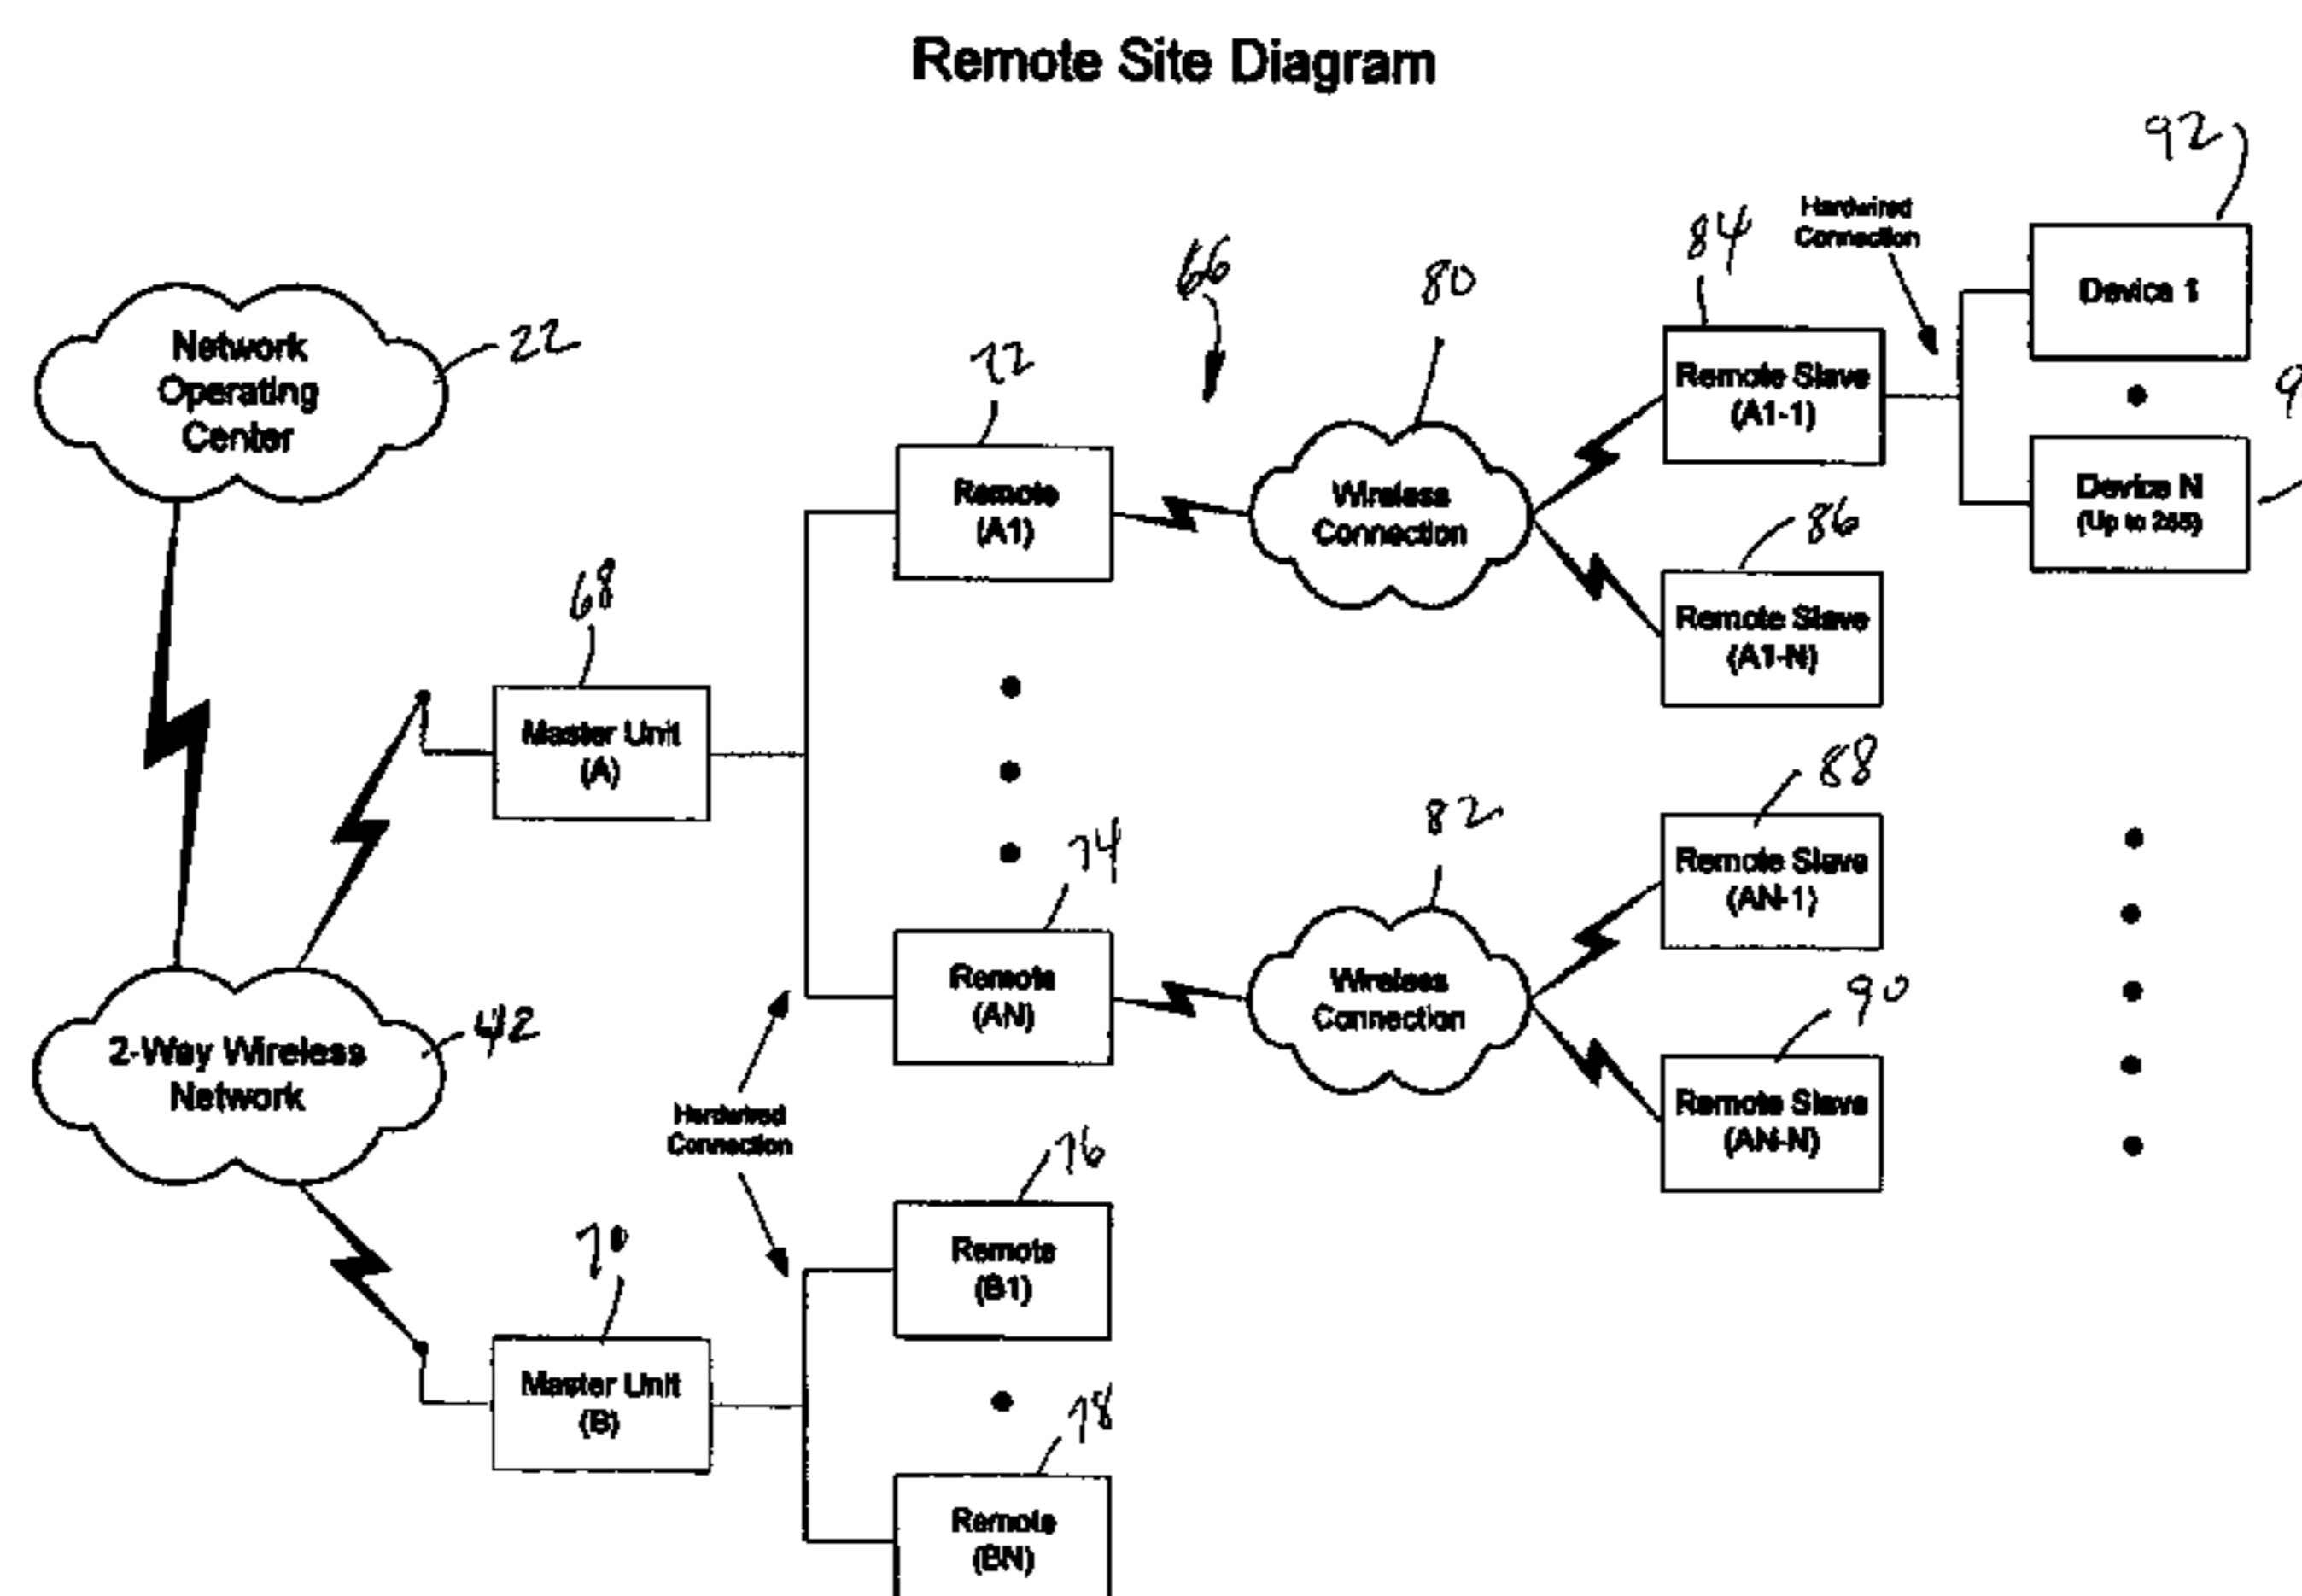 Remote Site Diagram
92
Hardwired
Connection
84
Device 1
66
80
Network
Operating
Center
22
72
Remote Slave
(A1-1)
9
Remote
(A1)
Wireless
Connection
Device N
(Up to 255)
86
68
Remote Slave
(A1-N)
Master Unit
(A)
88
82
74
Remote Slave
(AN-1)
Remote
(AN)
Wireless
Connection
90
2-Way Wireless
Network
42
Hardwired
Connection
Remote Slave
(AN-N)
76
70
Remote
(B1)
Master Unit
(B)
78
Remote
(BN)